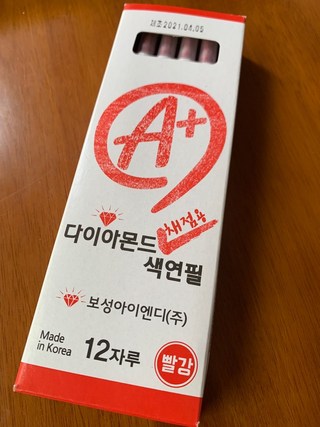 제조 2021.04.05
A+
다이아몬드
채점용
색연필
보성아이엔디(주)
Made
in Korea
12자루
빨강